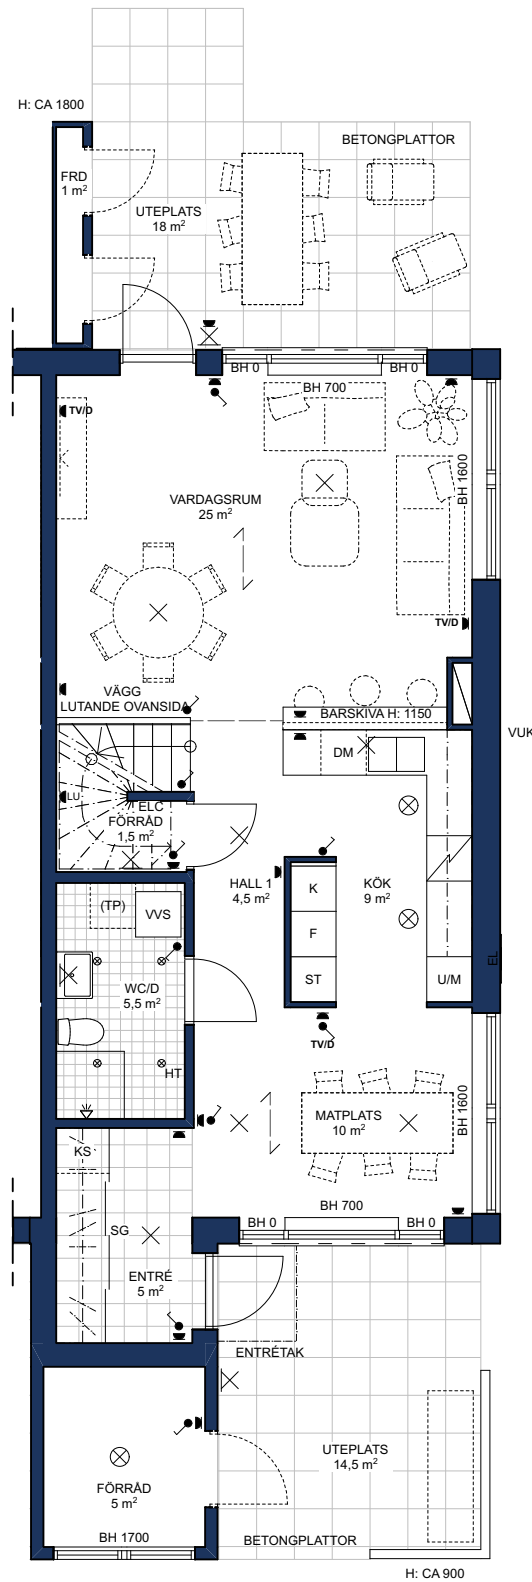 H: CA 1800
BETONGPLATTOR
FRD
1 m²
UTEPLATS
18 m²
BH 0
BH 0
BH 700
TV/D
BH 1600
VARDAGSRUM
25 m²
TV/D
VÄGG
LUTANDE OVANSIDA
BARSKIVA H: 1150
VUK
DM
LU
ELC
FÖRRÅD
1,5 m²
HALL 1
4,5 m²
K
KÖK
9 m²
(TP)
VVS
F
EL
WC/D
5,5 m²
ST
U/M
TV/D
HT
MATPLATS
10 m²
BH 1600
KS
BH 700
SG
BH 0
BH 0
ENTRÉ
5 m²
ENTRÉTAK
UTEPLATS
14,5 m²
FÖRRÅD
5 m²
BH 1700
BETONGPLATTOR
H: CA 900